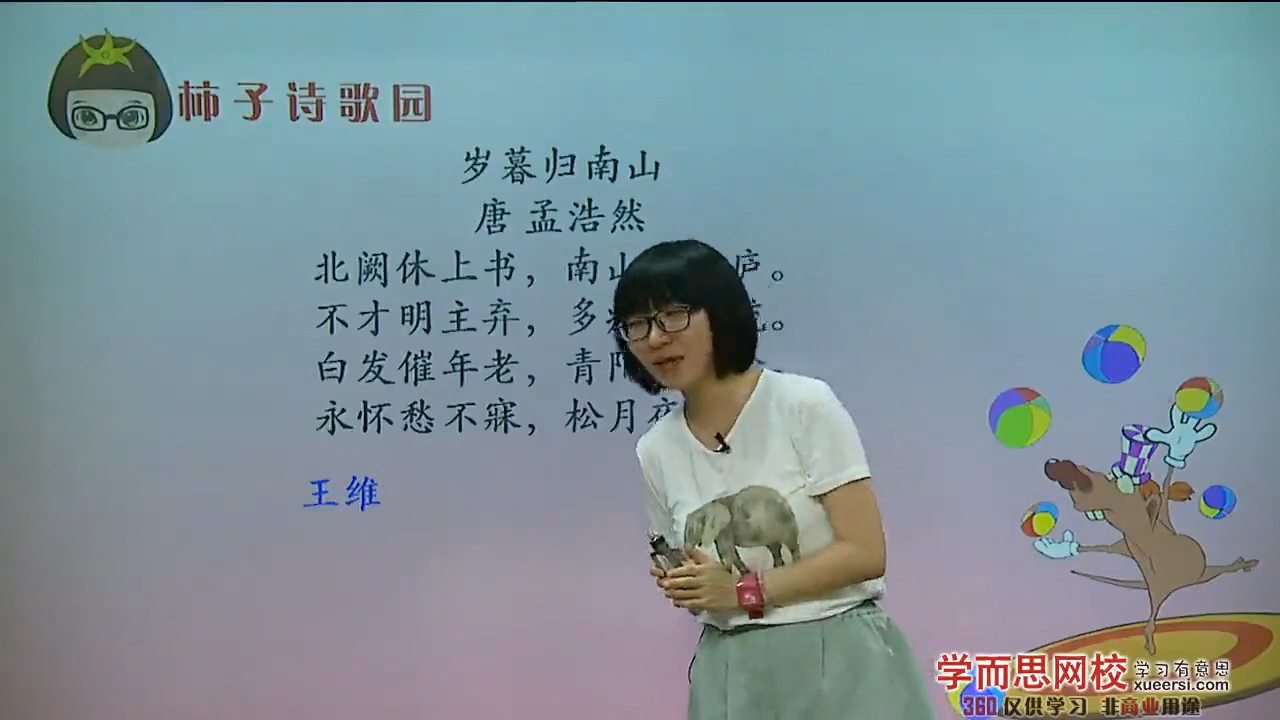 柿子诗歌园
岁暮归南山
唐 孟浩然
北阙休上书，南山 庐。
不才明主弃，多 。
白发催年老，青阳
永怀愁不寐，松月夜
王维
学而思网校 学习有意思
xueersi.com
360 仅供学习 非商业用途